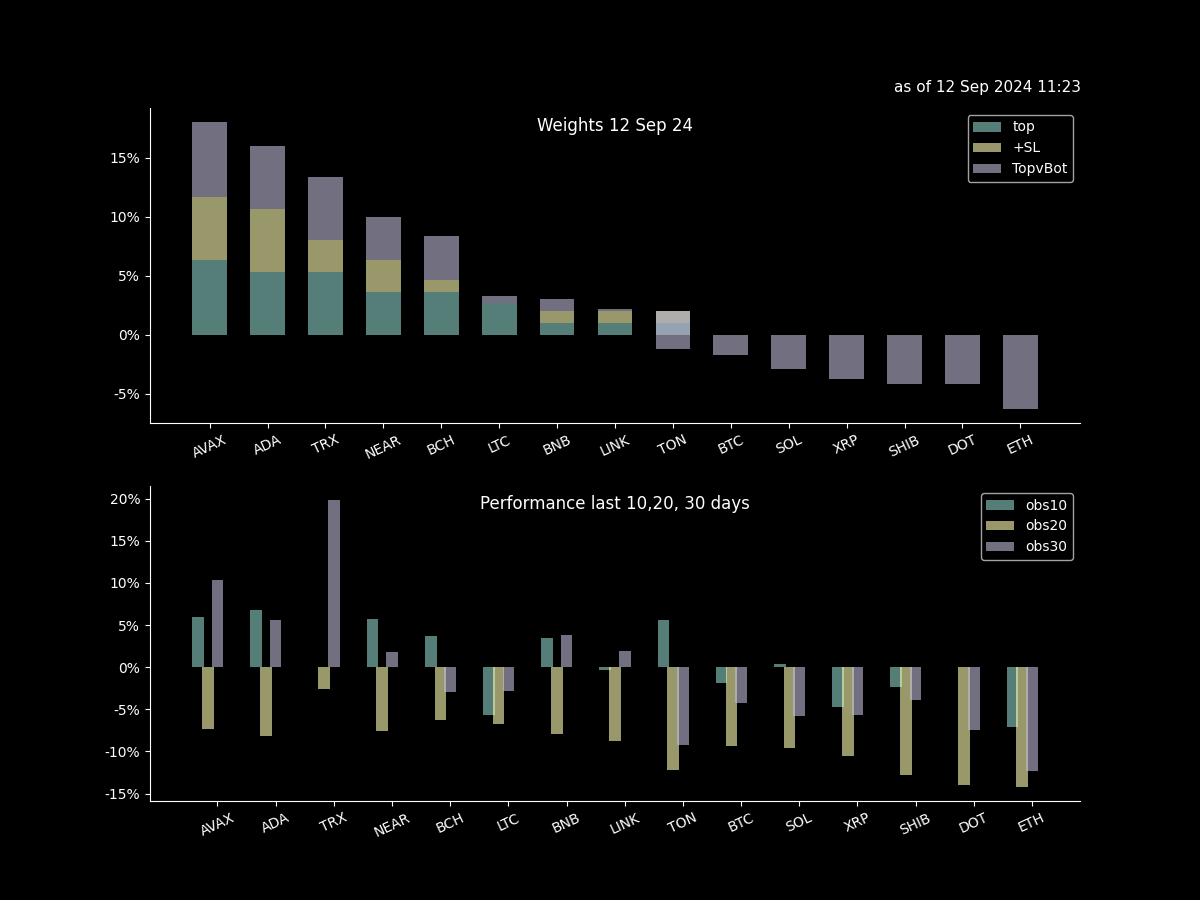 as of 12 Sep 2024 11:23
Weights 12 Sep 24
top
+SL
TopvBot
15%
10%
5%
0%
-5%
AVAX ADA TRX NEAR BCH LTC BNB LINK TON BTC SOL XRP SHIB DOT ETH
Performance last 10,20, 30 days
obs10
obs20
obs30
20%
15%
10%
5%
0%
-5%
-10%
-15%
AVAX ADA TRX NEAR BCH LTC BNB LINK TON BTC SOL XRP SHIB DOT ETH